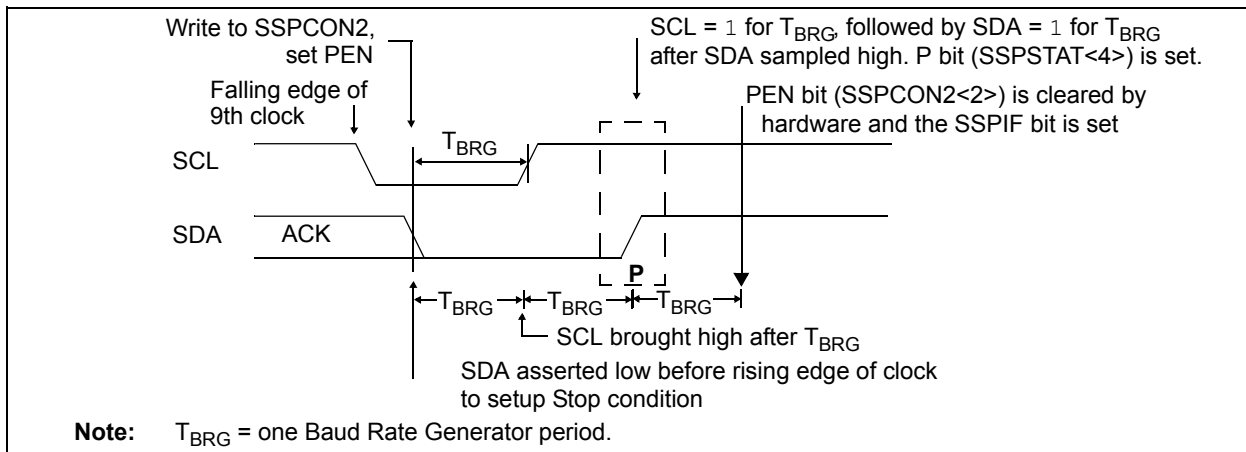 Write to SSPCON2,
set PEN
SCL = 1 for TBRG, followed by SDA = 1 for TBRG
after SDA sampled high. P bit (SSPSTAT<4>) is set.
Falling edge of
9th clock
PEN bit (SSPCON2<2>) is cleared by
hardware and the SSPIF bit is set
TBRG
SCL
SDA
ACK
P
TBRG
TBRG
TBRG
SCL brought high after TBRG
SDA asserted low before rising edge of clock
to setup Stop condition
Note: TBRG = one Baud Rate Generator period.